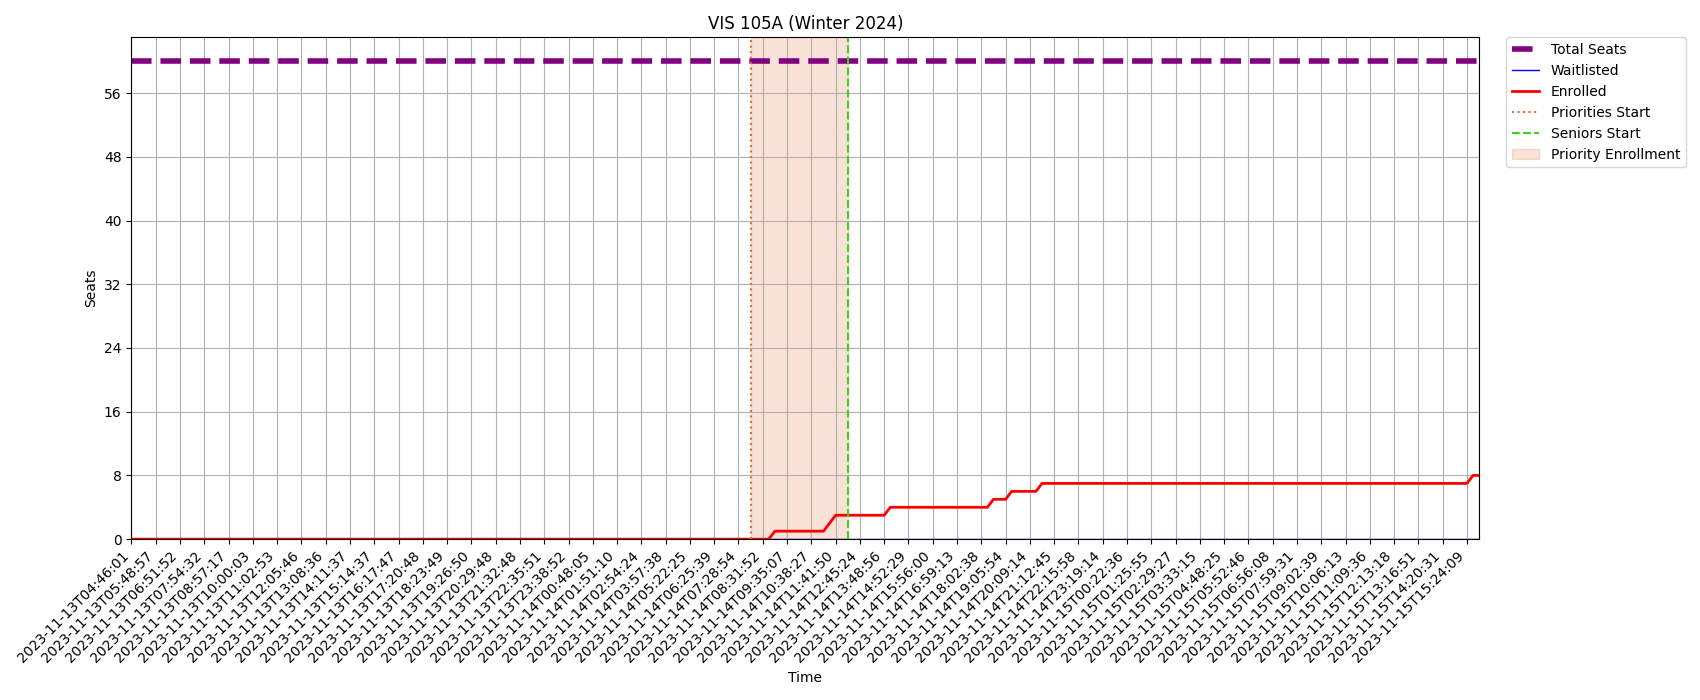 VIS 105A (Winter 2024)
Total Seats
Waitlisted
Enrolled
Priorities Start
Seniors Start
Priority Enrollment
Seats
56
48
40
32
24
16
8
0
2023-11-13T04:46:01
2023-11-13T05:48:57
2023-11-13T06:51:52
2023-11-13T07:54:32
2023-11-13T08:57:17
2023-11-13T10:00:03
2023-11-13T11:02:53
2023-11-13T12:05:46
2023-11-13T13:08:36
2023-11-13T14:11:37
2023-11-13T15:14:37
2023-11-13T16:17:47
2023-11-13T17:20:48
2023-11-13T18:23:49
2023-11-13T19:26:50
2023-11-13T20:29:48
2023-11-13T21:32:48
2023-11-13T22:35:51
2023-11-13T23:38:52
2023-11-14T00:48:05
2023-11-14T01:51:10
2023-11-14T02:54:24
2023-11-14T03:57:38
2023-11-14T05:22:25
2023-11-14T06:25:39
2023-11-14T07:28:54
2023-11-14T08:31:52
2023-11-14T09:35:07
2023-11-14T10:38:27
2023-11-14T11:41:50
2023-11-14T12:45:24
2023-11-14T13:48:56
2023-11-14T14:52:29
2023-11-14T15:56:00
2023-11-14T16:59:13
2023-11-14T18:02:38
2023-11-14T19:05:54
2023-11-14T20:09:14
2023-11-14T21:12:45
2023-11-14T22:15:58
2023-11-14T23:19:14
2023-11-15T00:22:36
2023-11-15T01:25:55
2023-11-15T02:29:27
2023-11-15T03:33:15
2023-11-15T04:48:25
2023-11-15T05:52:46
2023-11-15T06:56:08
2023-11-15T07:59:31
2023-11-15T09:02:39
2023-11-15T10:06:13
2023-11-15T11:09:36
2023-11-15T12:13:18
2023-11-15T13:16:51
2023-11-15T14:20:31
2023-11-15T15:24:09
Time